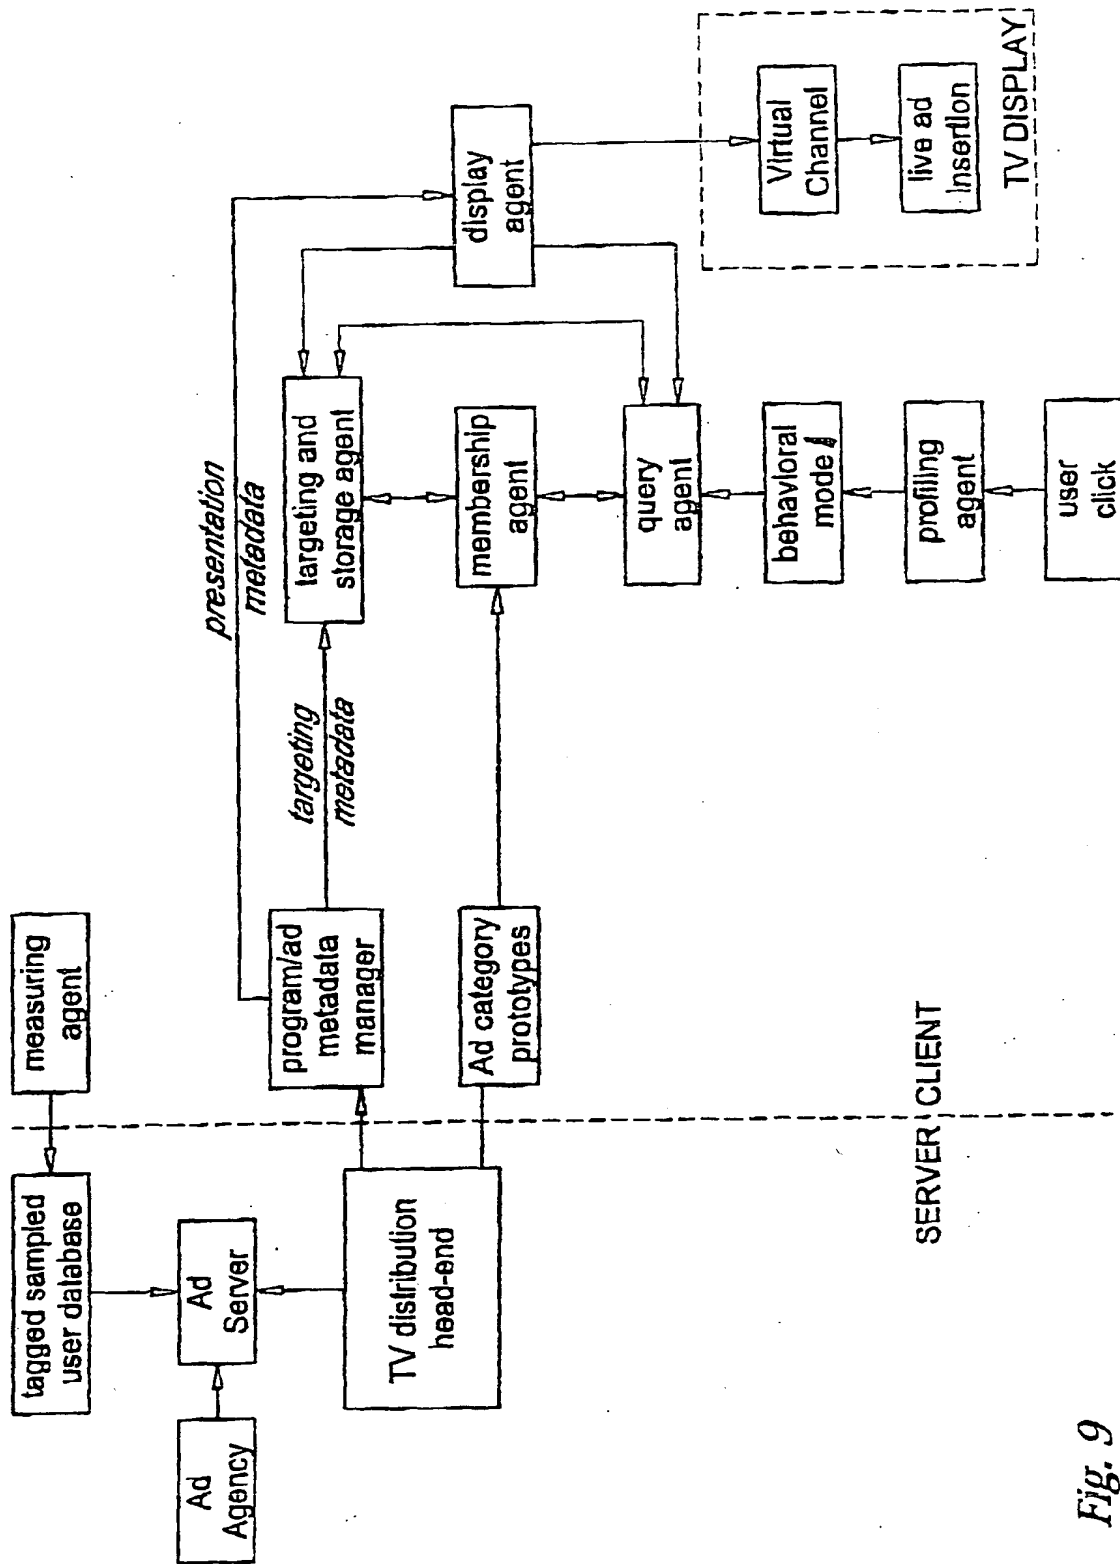 measuring
agent
tagged sampled
user database
Ad
Agency
Ad
Server
TV distribution
head-end
program/ad
metadata
manager
Ad category
prototypes
presentation
metadata
targeting
metadata
targeting and
storage agent
membership
agent
query
agent
behavioral
model
profiling
agent
user
click
display
agent
Virtual
Channel
live ad
Insertion
TV DISPLAY
SERVER
CLIENT
Fig. 9